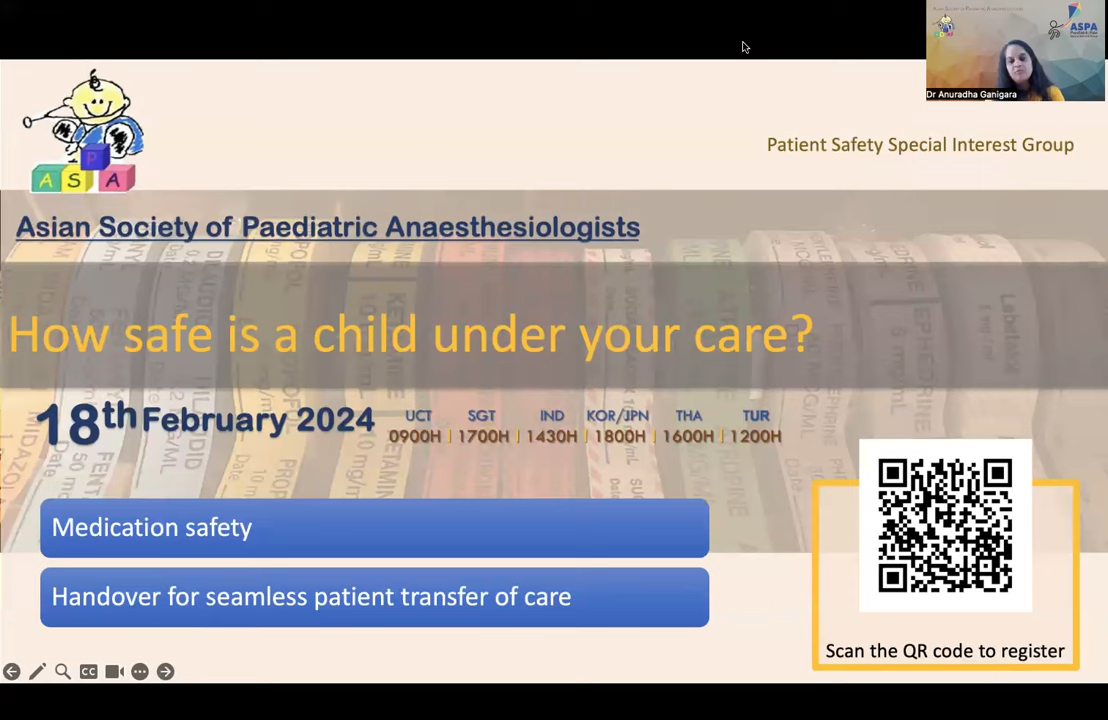 ASPA
Dr Anuradha Ganigara
P
A S A
Patient Safety Special Interest Group
Asian Society of Paediatric Anaesthesiologists
How safe is a child under your care?
18th February 2024
UCT SGT IND KOR/JPN THA TUR
0900H | 1700H | 1430H | 1800H | 1600H | 1200H
Medication safety
Handover for seamless patient transfer of care
Scan the QR code to register
CC